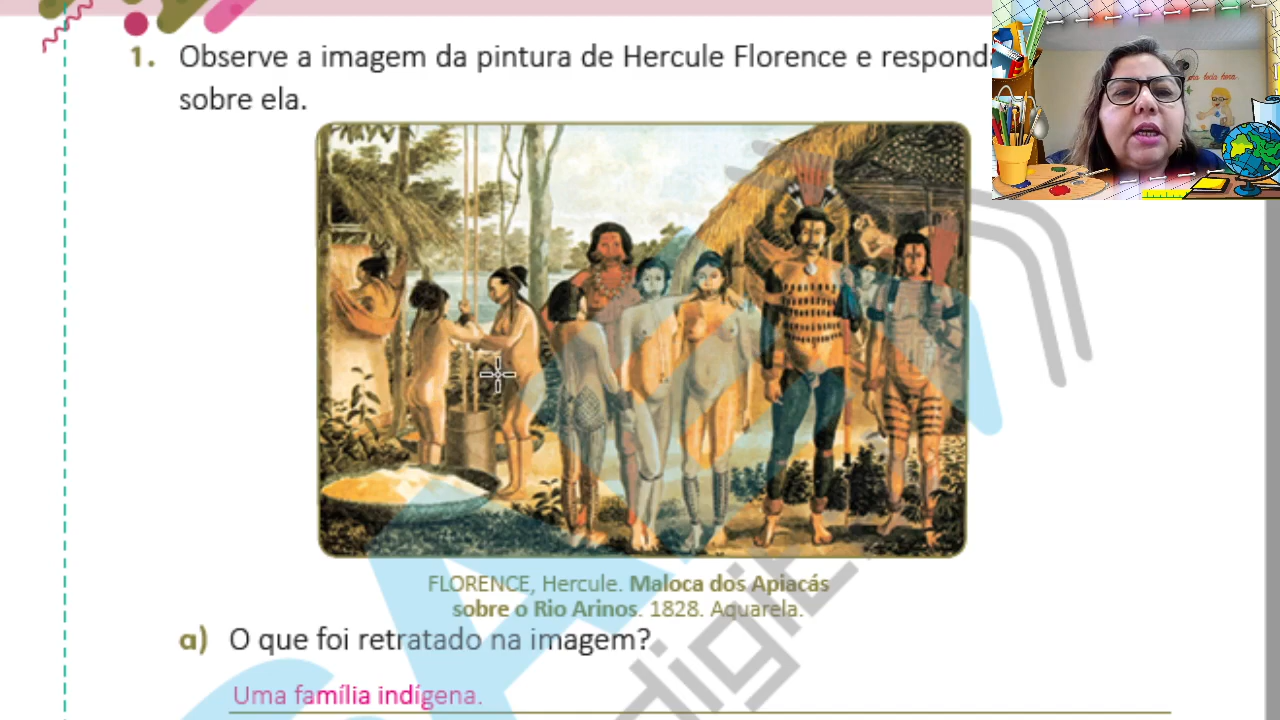 1. Observe a imagem da pintura de Hercule Florence e respond
sobre ela.
FLORENCE, Hercule. Maloca dos Apiacás
sobre o Rio Arinos. 1828. Aquarela.
a) O que foi retratado na imagem?
Uma família indígena.